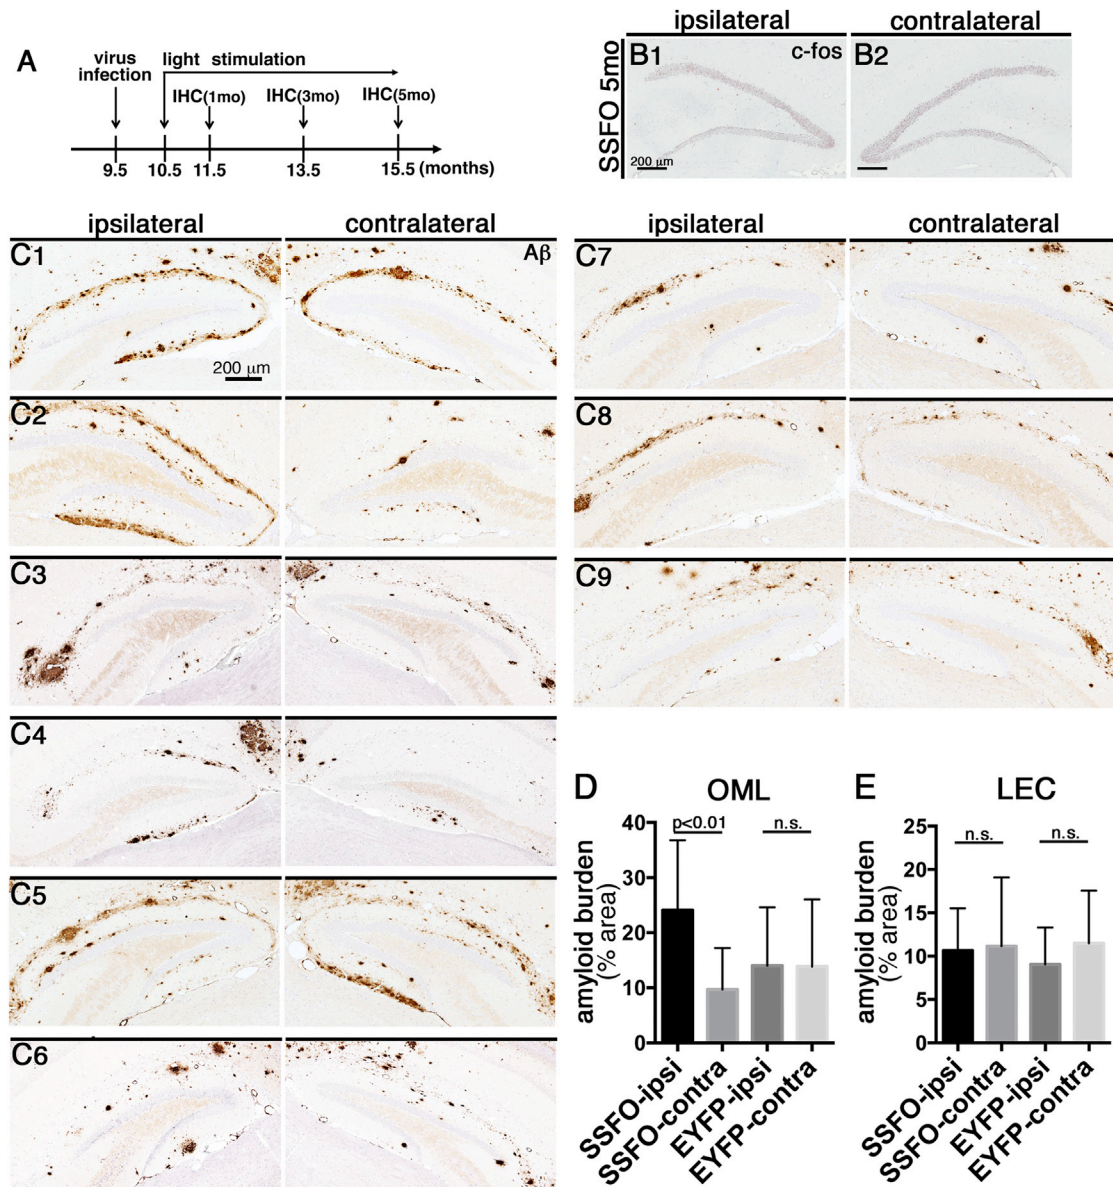 A
virus infection
light stimulation
IHC(1mo)
IHC(3mo)
IHC(5mo)
9.5
10.5
11.5
13.5
15.5 (months)
ipsilateral
contralateral
SSFO 5mo
B1
c-fos
B2
200 µm
ipsilateral
contralateral
C1
Aβ
200 µm
C2
C3
C4
C5
C6
ipsilateral
contralateral
C7
C8
C9
D
OML
amyloid burden
(% area)
40
30
20
10
0
p<0.01
n.s.
SSFO-ipsi
SSFO-contra
EYFP-ipsi
EYFP-contra
E
LEC
amyloid burden
(% area)
25
20
15
10
5
0
n.s.
n.s.
SSFO-ipsi
SSFO-contra
EYFP-ipsi
EYFP-contra